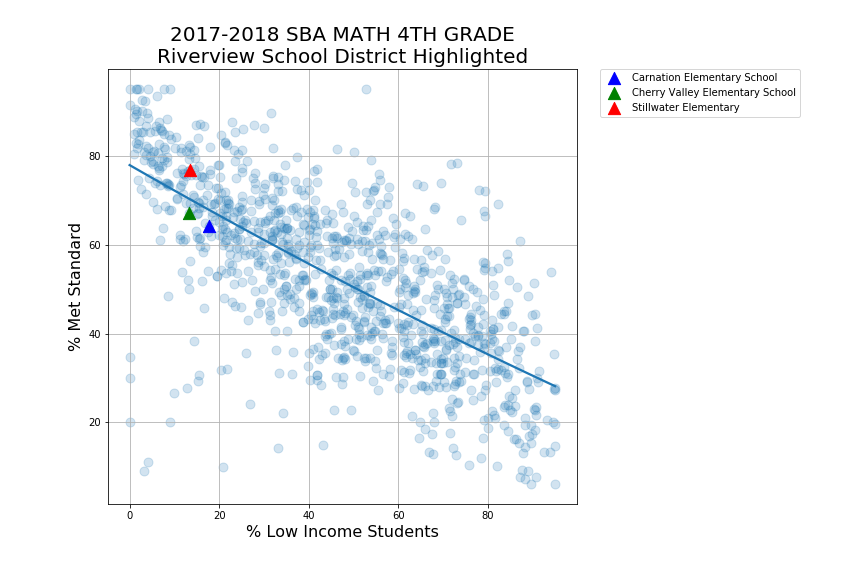 2017-2018 SBA MATH 4TH GRADE
Riverview School District Highlighted
Carnation Elementary School
Cherry Valley Elementary School
Stillwater Elementary
% Met Standard
80
60
40
20
0 20 40 60 80
% Low Income Students